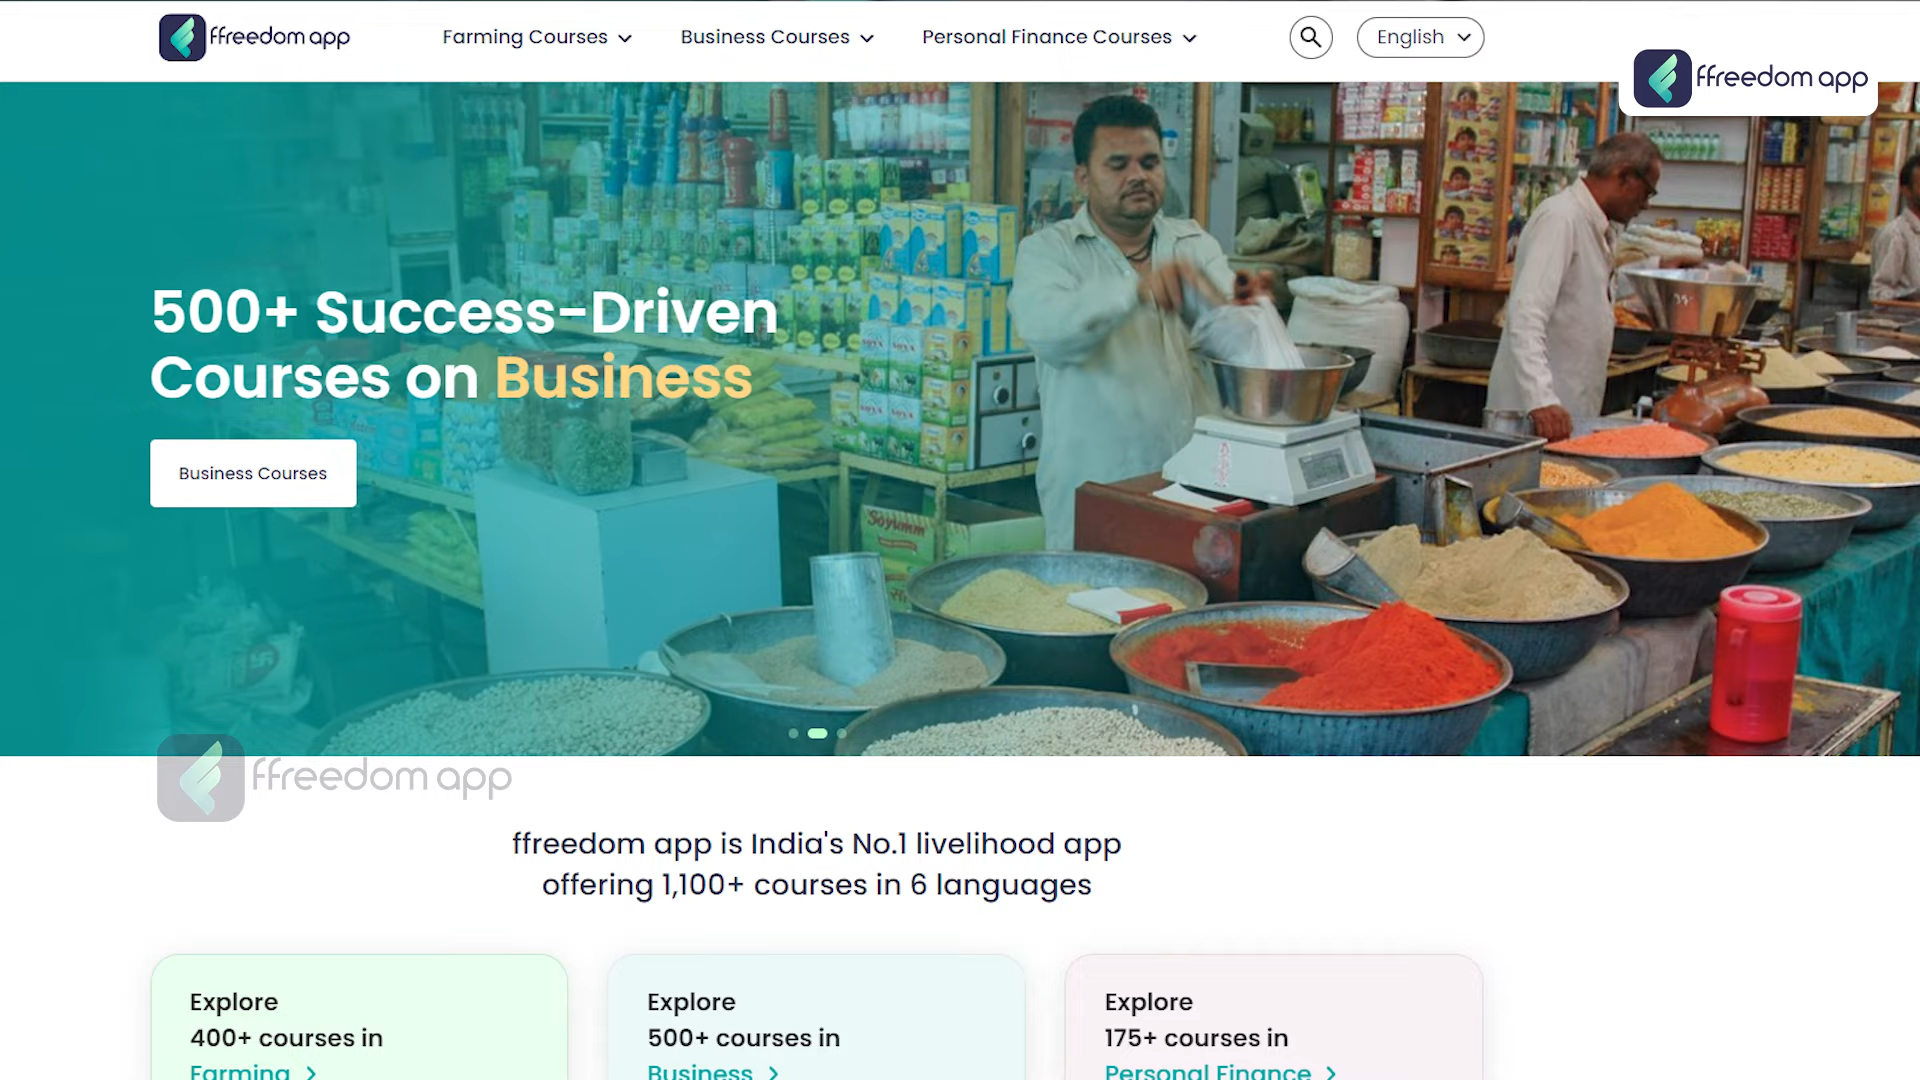 ffreedom app
Farming Courses
Business Courses
Personal Finance Courses
English
ffreedom app
500+ Success-Driven
Courses on Business
Business Courses
Soyumm
ffreedom app
ffreedom app is India's No.1 livelihood app
offering 1,100+ courses in 6 languages
Explore
400+ courses in
Farming
Explore
500+ courses in
Business
Explore
175+ courses in
Personal Finance